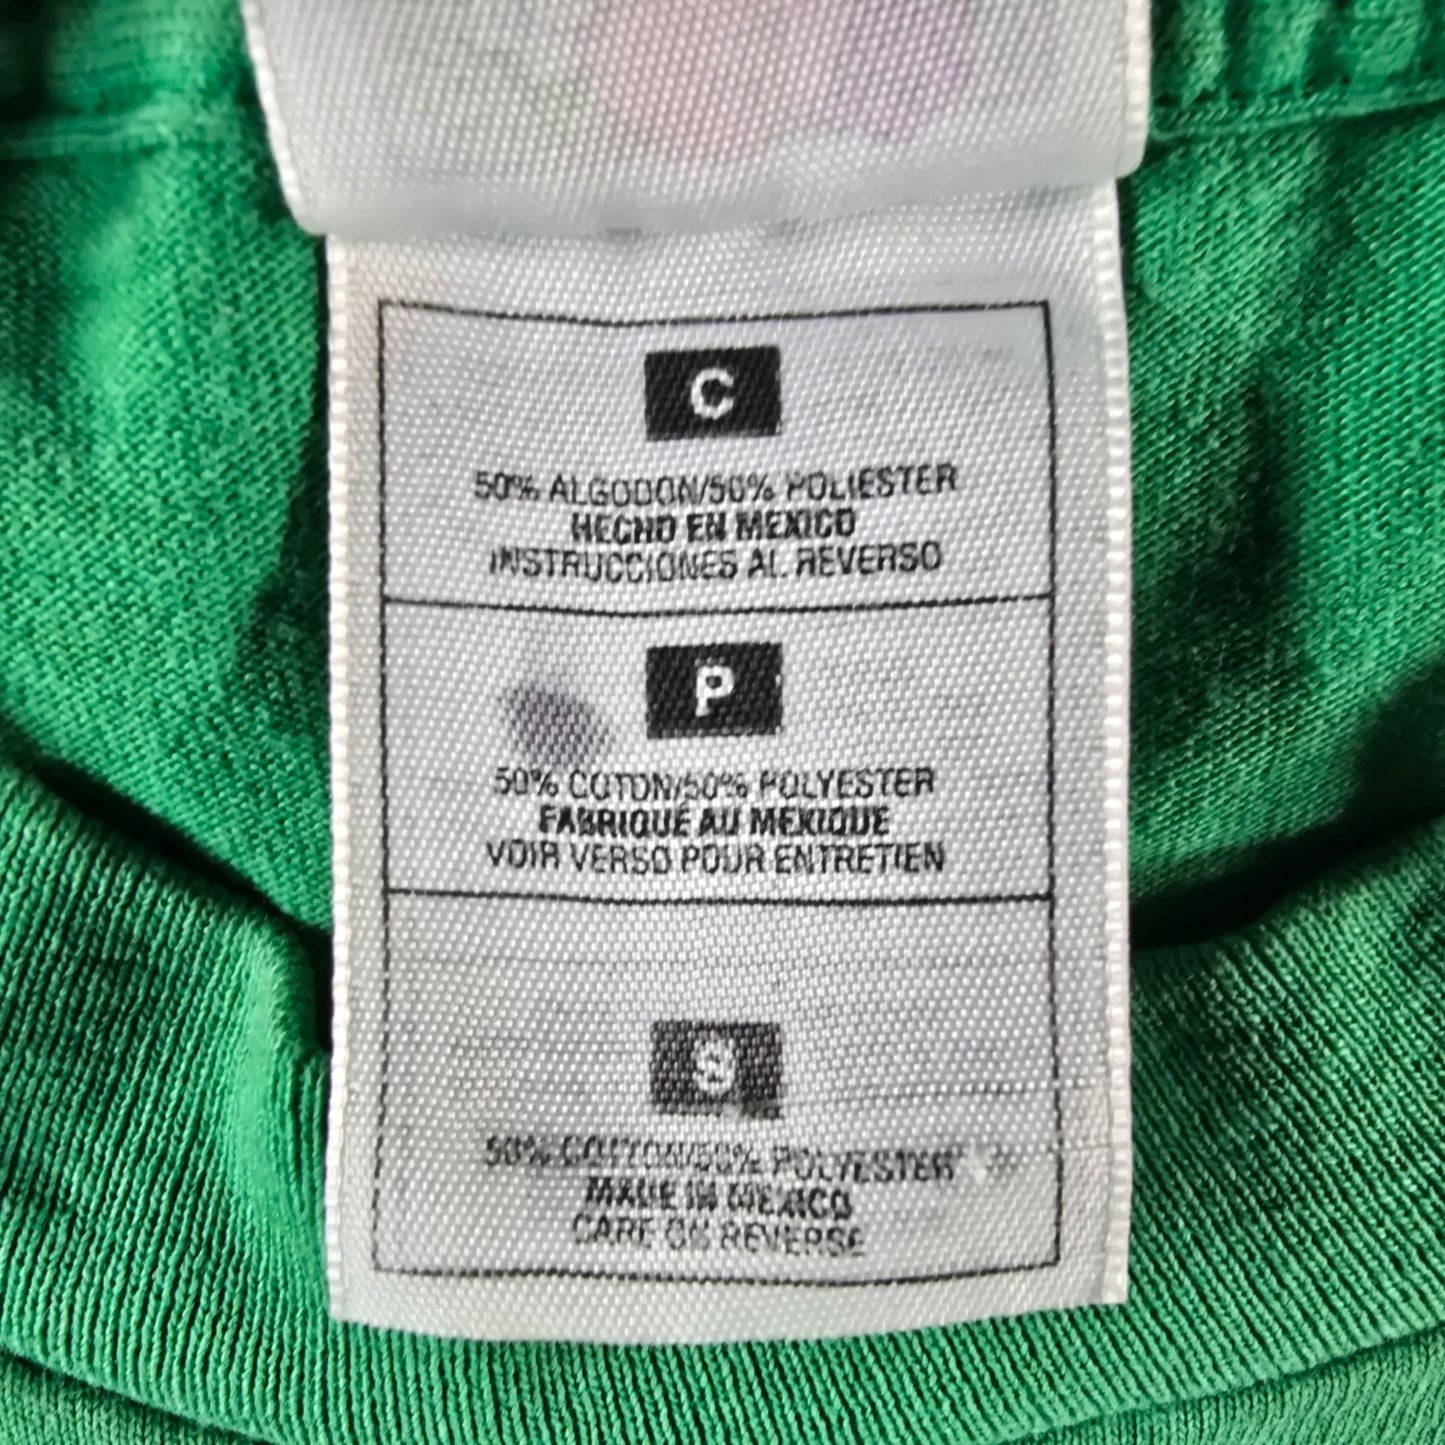 C
50% ALGODON/50% POLIESTER
HECHO EN MEXICO
INSTRUCCIONES AL REVERSO
P
50% COTON/50% POLYESTER
FABRIQUÉ AU MEXIQUE
VOIR VERSO POUR ENTRETIEN
S
50% COTTON/50% POLYESTER
MADE IN MEXICO
CARE ON REVERSE